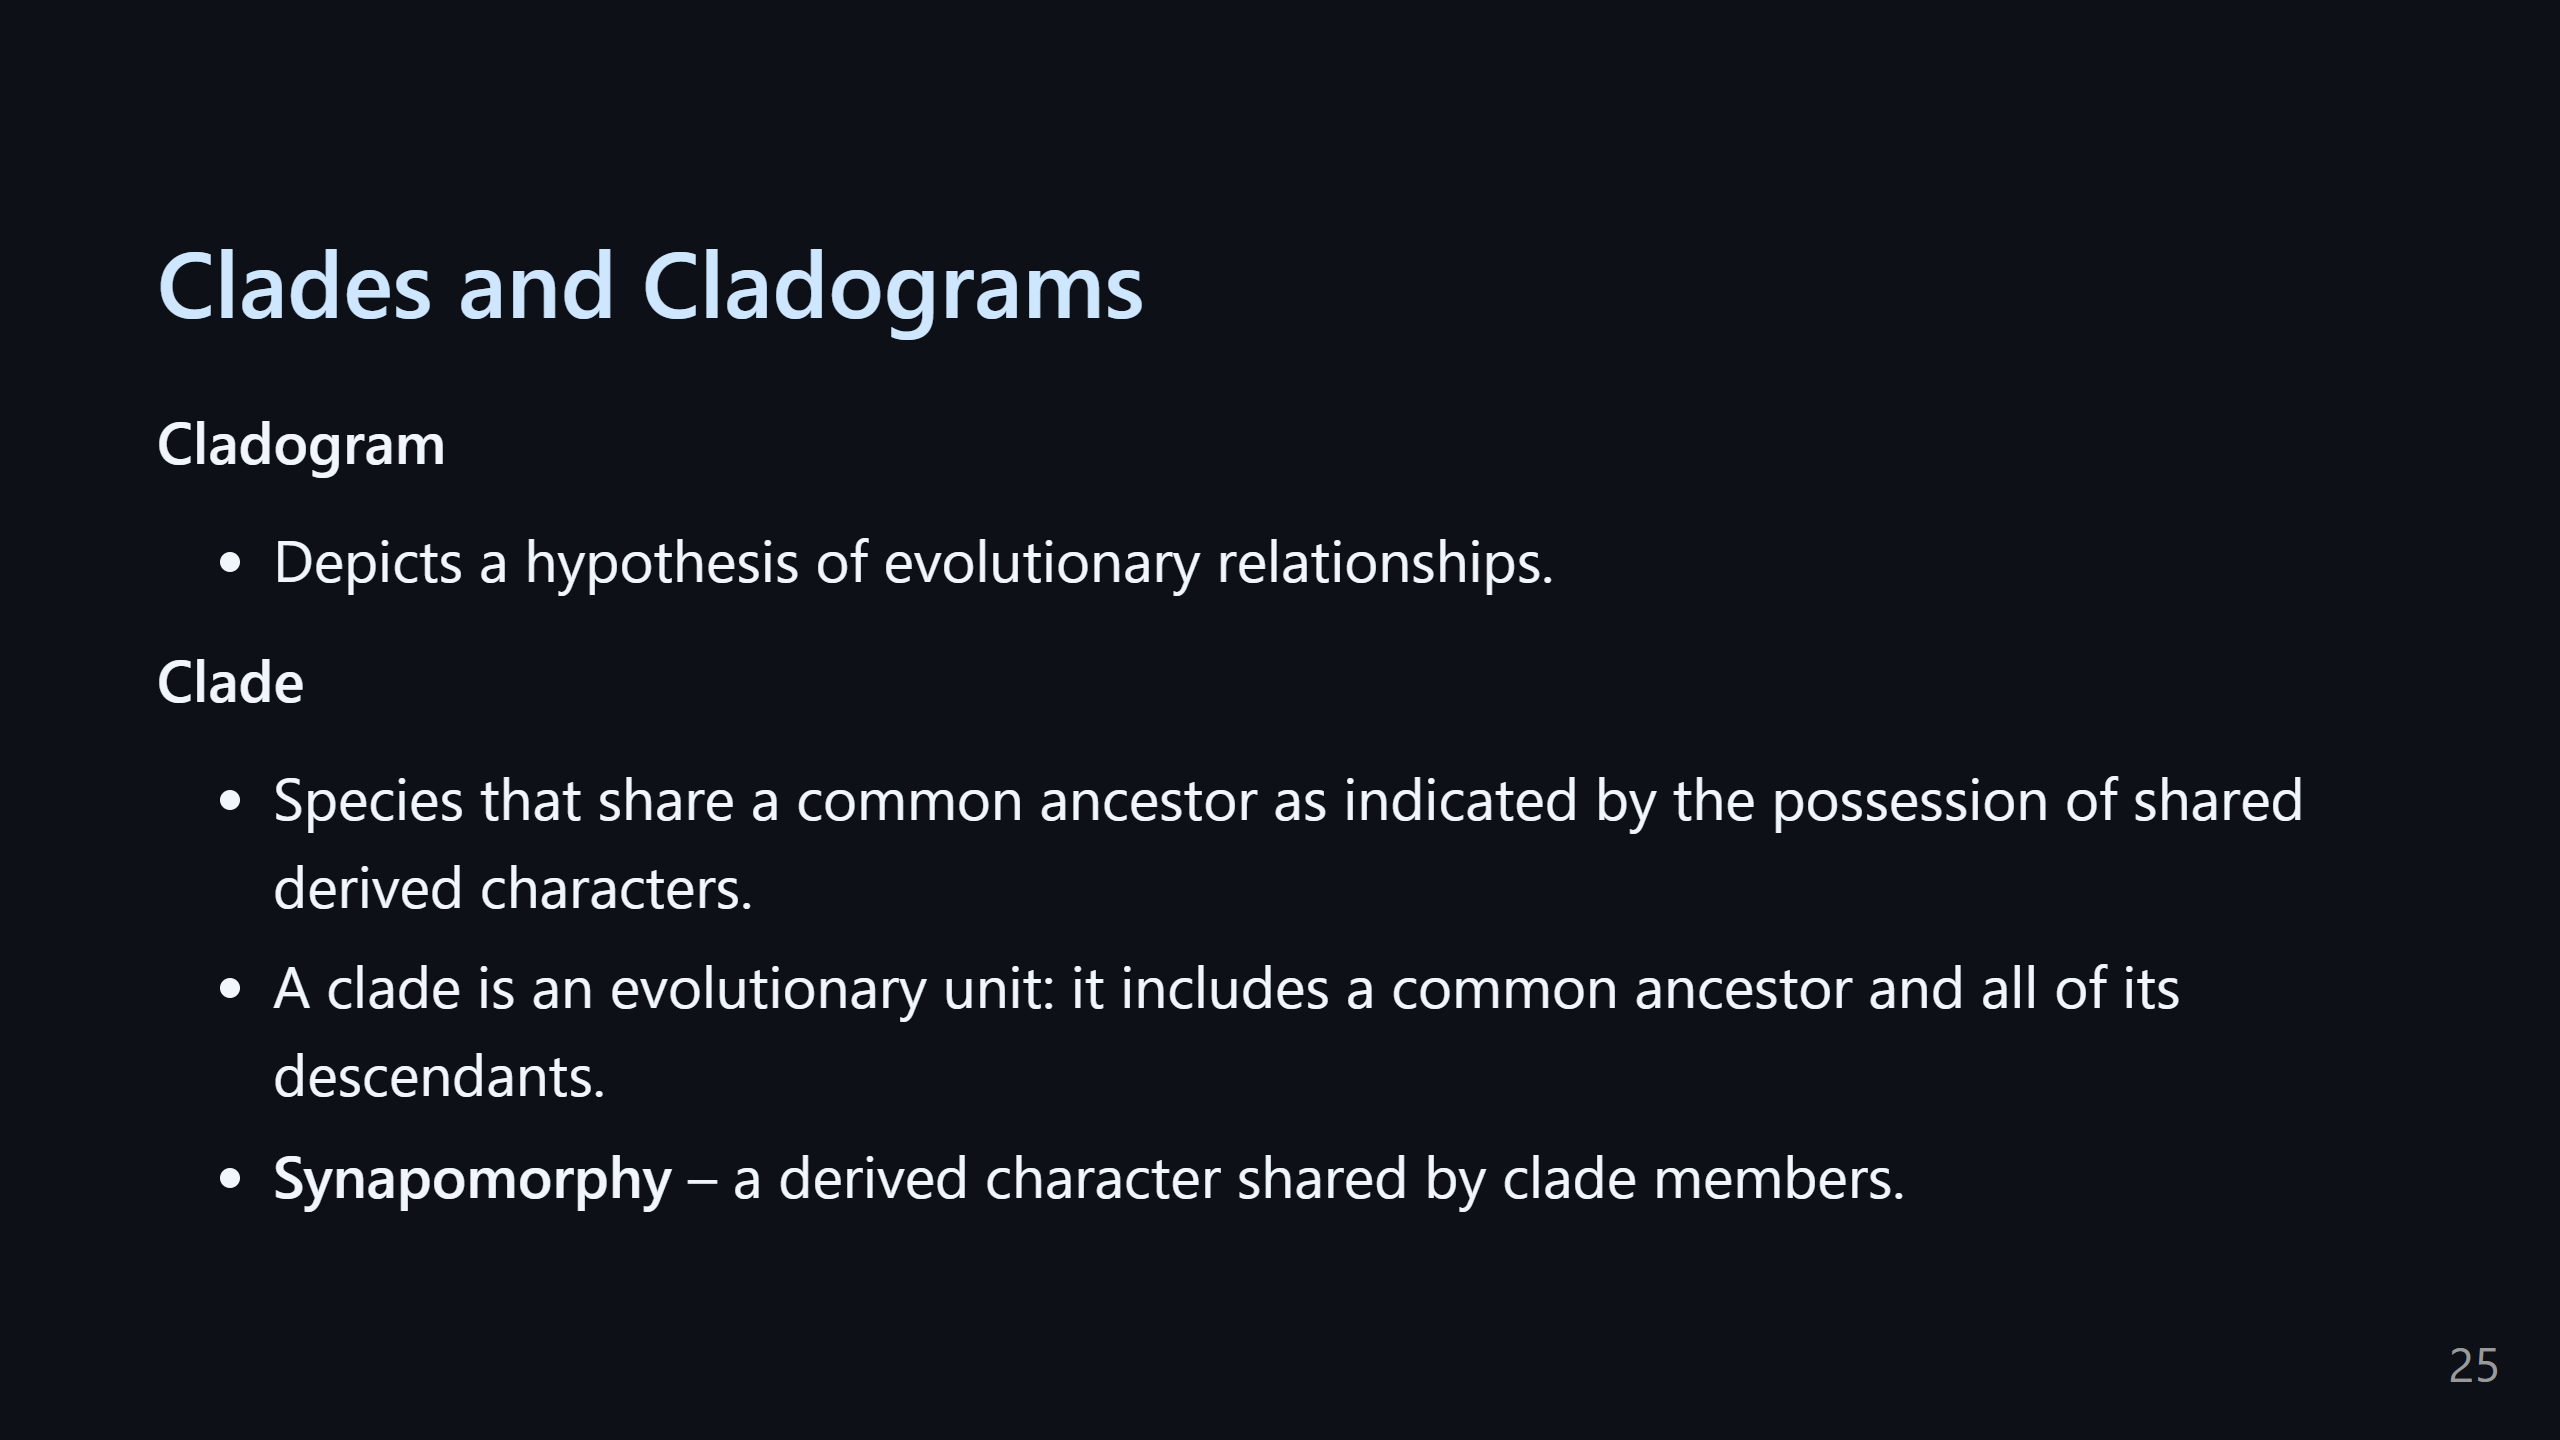 Clades and Cladograms
Cladogram
• Depicts a hypothesis of evolutionary relationships.
Clade
• Species that share a common ancestor as indicated by the possession of shared
derived characters.
• A clade is an evolutionary unit: it includes a common ancestor and all of its
descendants.
• Synapomorphy – a derived character shared by clade members.
25